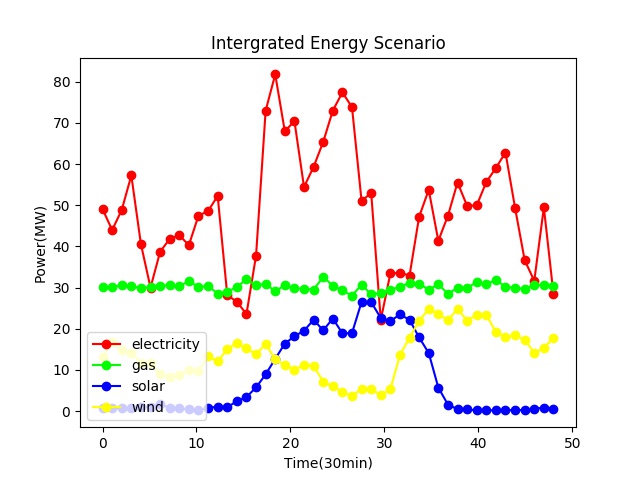 Intergrated Energy Scenario
Power(MW)
80
70
60
50
40
30
20
10
0
electricity
gas
solar
wind
0 10 20 30 40 50
Time(30min)